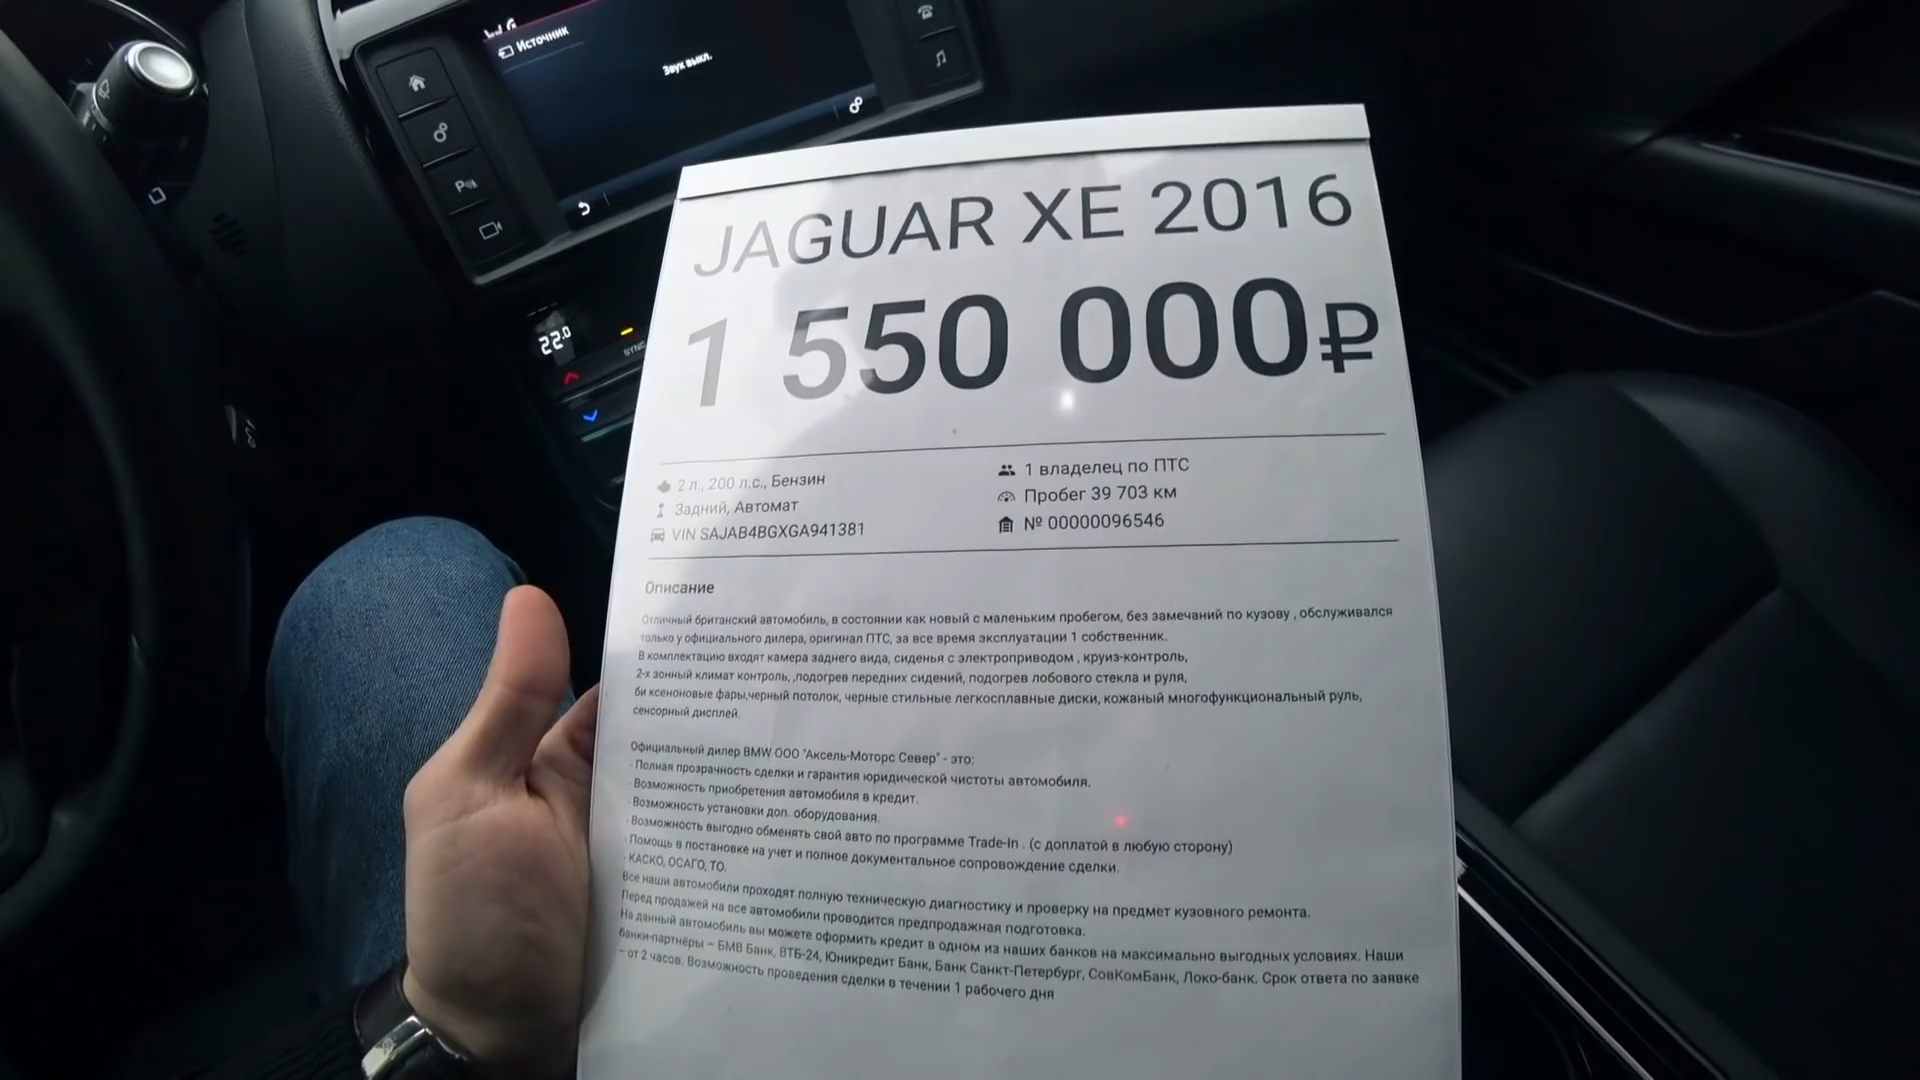 Источник
Звук выкл.
22.0
SYNC
JAGUAR XE 2016
1 550 000₽
2 л., 200 л.с., Бензин
Задний, Автомат
VIN SAJAB4BGXGA941381
1 владелец по ПТС
Пробег 39 703 км
№ 00000096546
Описание
Отличный британский автомобиль, в состоянии как новый с маленьким пробегом, без замечаний по кузову , обслуживался
только у официального дилера, оригинал ПТС, за все время эксплуатации 1 собственник.
В комплектацию входят камера заднего вида, сиденья с электроприводом , круиз-контроль,
2-х зонный климат контроль, ,подогрев передних сидений, подогрев лобового стекла и руля,
би ксеноновые фары,черный потолок, черные стильные легкосплавные диски, кожаный многофункциональный руль,
сенсорный дисплей.
Официальный дилер BMW ООО "Аксель-Моторс Север" - это:
· Полная прозрачность сделки и гарантия юридической чистоты автомобиля.
· Возможность приобретения автомобиля в кредит.
· Возможность установки доп. оборудования.
· Возможность выгодно обменять свой авто по программе Trade-In . (с доплатой в любую сторону)
· Помощь в постановке на учет и полное документальное сопровождение сделки.
· КАСКО, ОСАГО, ТО.
Все наши автомобили проходят полную техническую диагностику и проверку на предмет кузовного ремонта.
Перед продажей на все автомобили проводится предпродажная подготовка.
На данный автомобиль вы можете оформить кредит в одном из наших банков на максимально выгодных условиях. Наши
банки-партнеры – БМВ Банк, ВТБ-24, Юникредит Банк, Банк Санкт-Петербург, СовКомБанк, Локо-банк. Срок ответа по заявке
– от 2 часов. Возможность проведения сделки в течении 1 рабочего дня